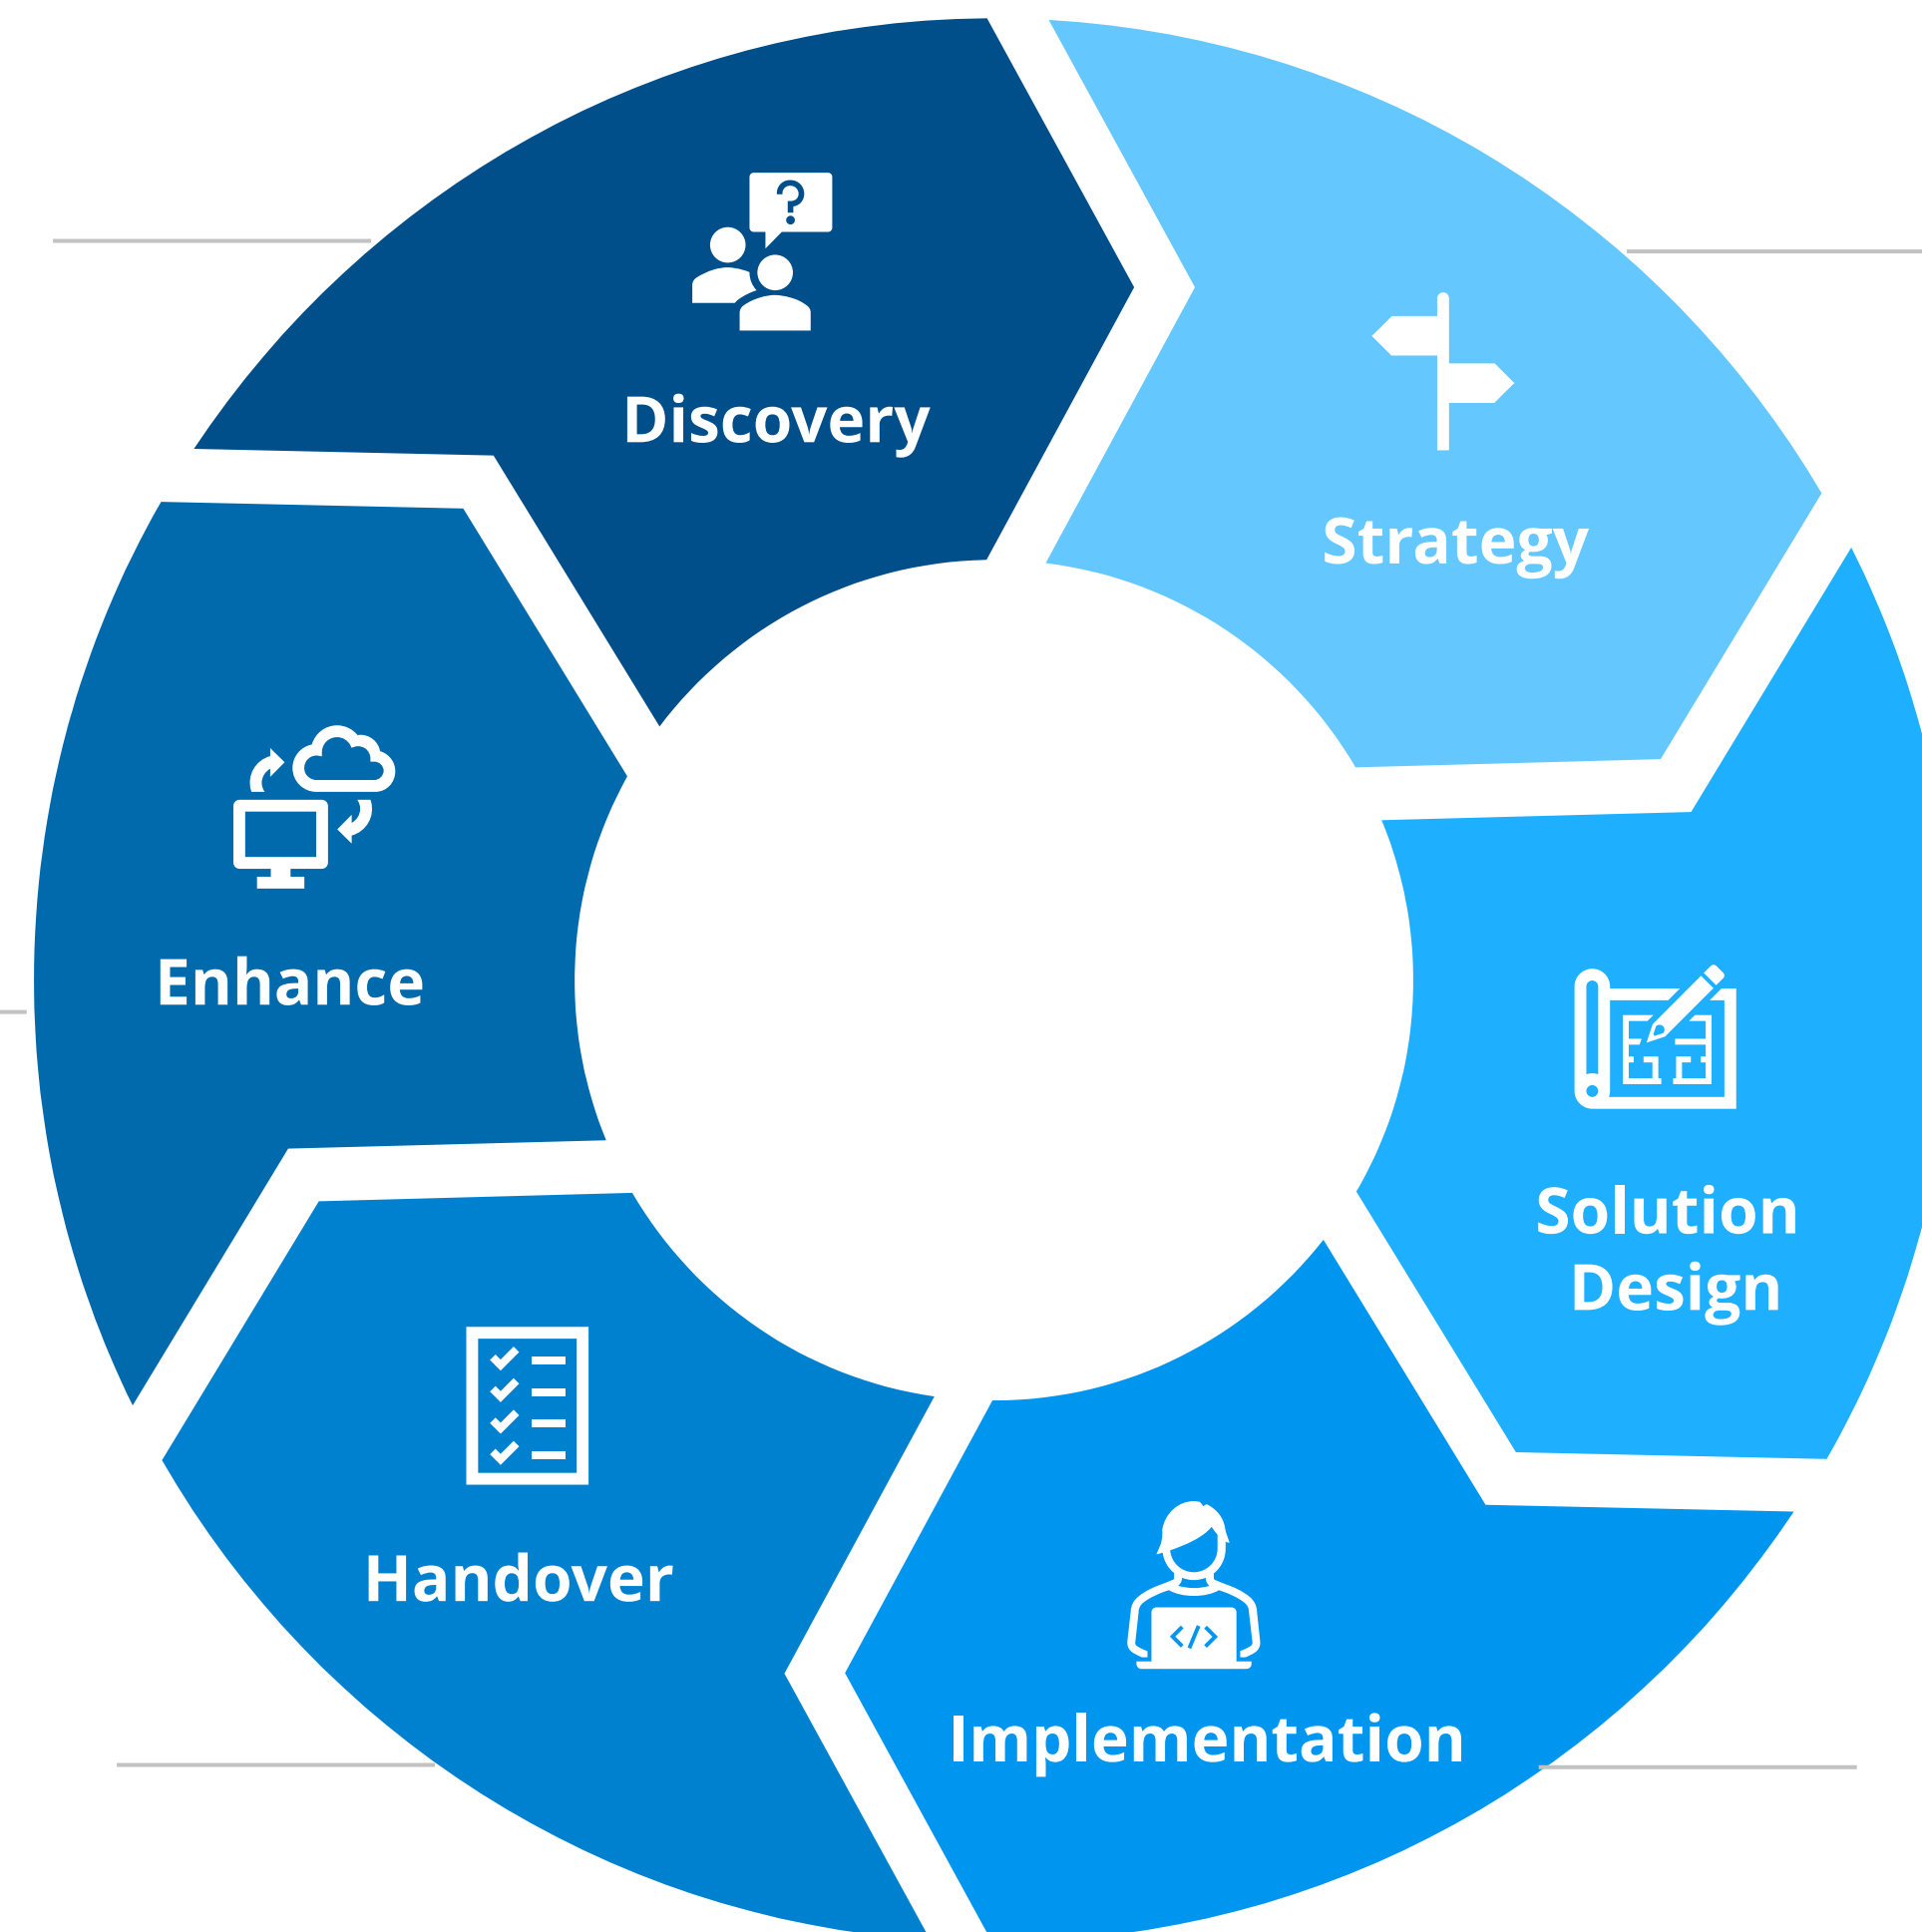 Discovery
Strategy
Solution
Design
Implementation
Handover
Enhance